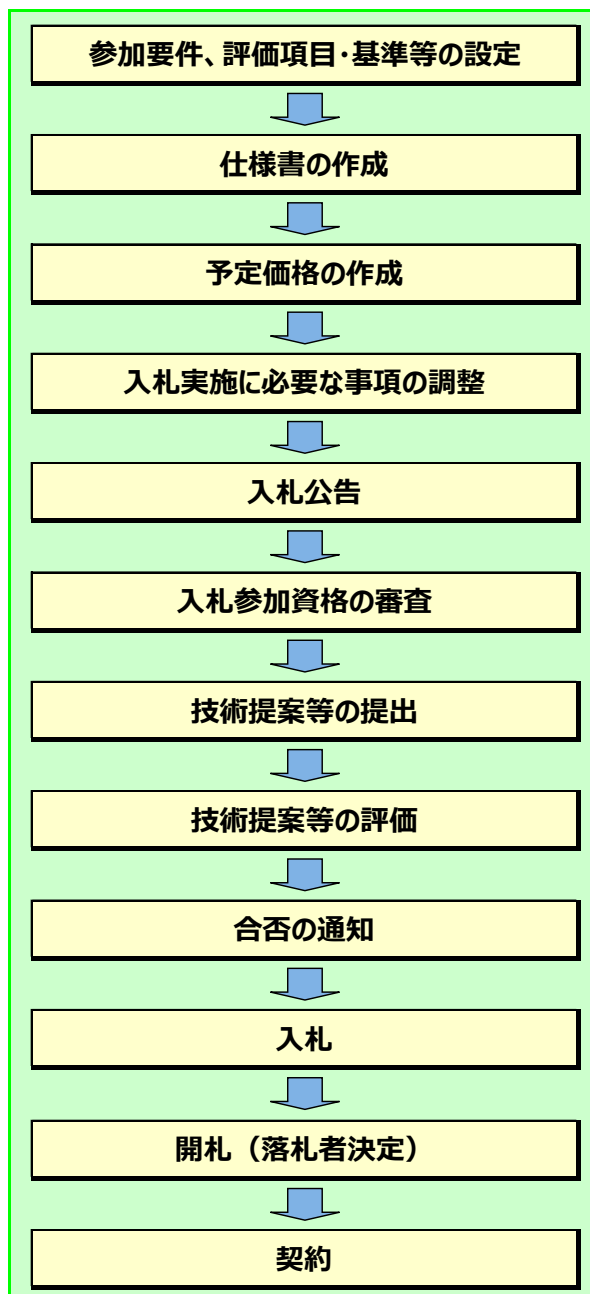 参加要件、評価項目・基準等の設定
仕様書の作成
予定価格の作成
入札実施に必要な事項の調整
入札公告
入札参加資格の審査
技術提案等の提出
技術提案等の評価
合否の通知
入札
開札（落札者決定）
契約